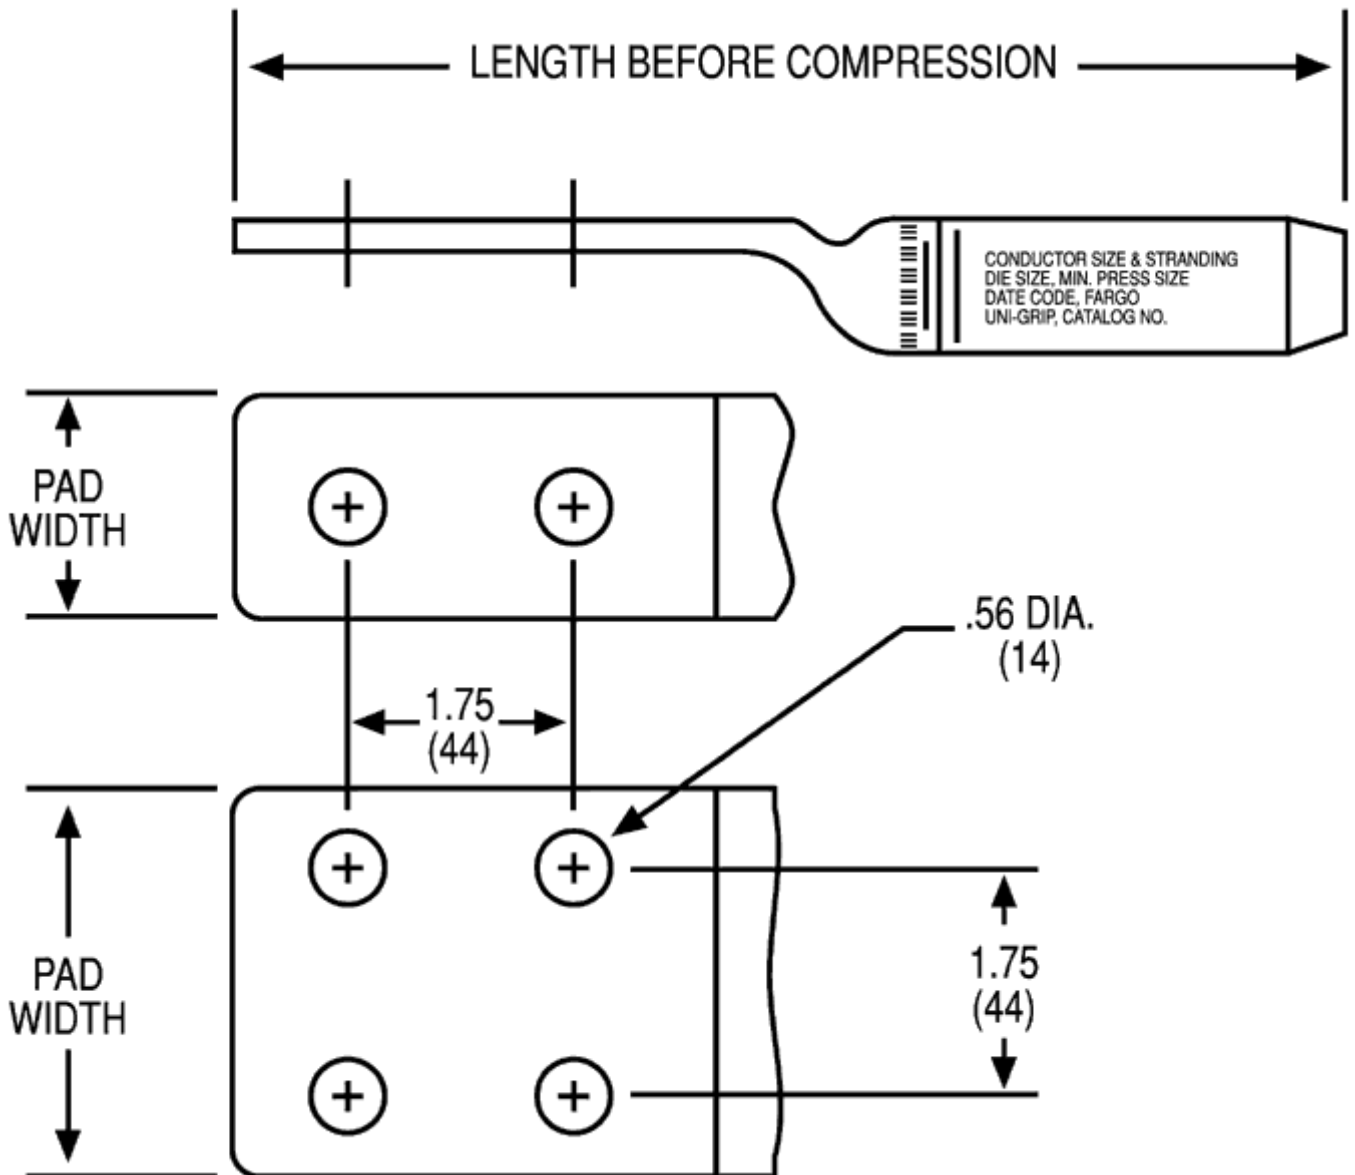 LENGTH BEFORE COMPRESSION
CONDUCTOR SIZE & STRANDING
DIE SIZE, MIN. PRESS SIZE
DATE CODE, FARGO
UNI-GRIP, CATALOG NO.
PAD
WIDTH
.56 DIA.
(14)
1.75
(44)
PAD
WIDTH
1.75
(44)